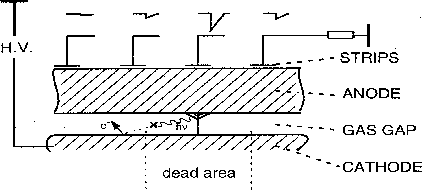 H.V.
STRIPS
ANODE
GAS GAP
CATHODE
e
hν
dead area